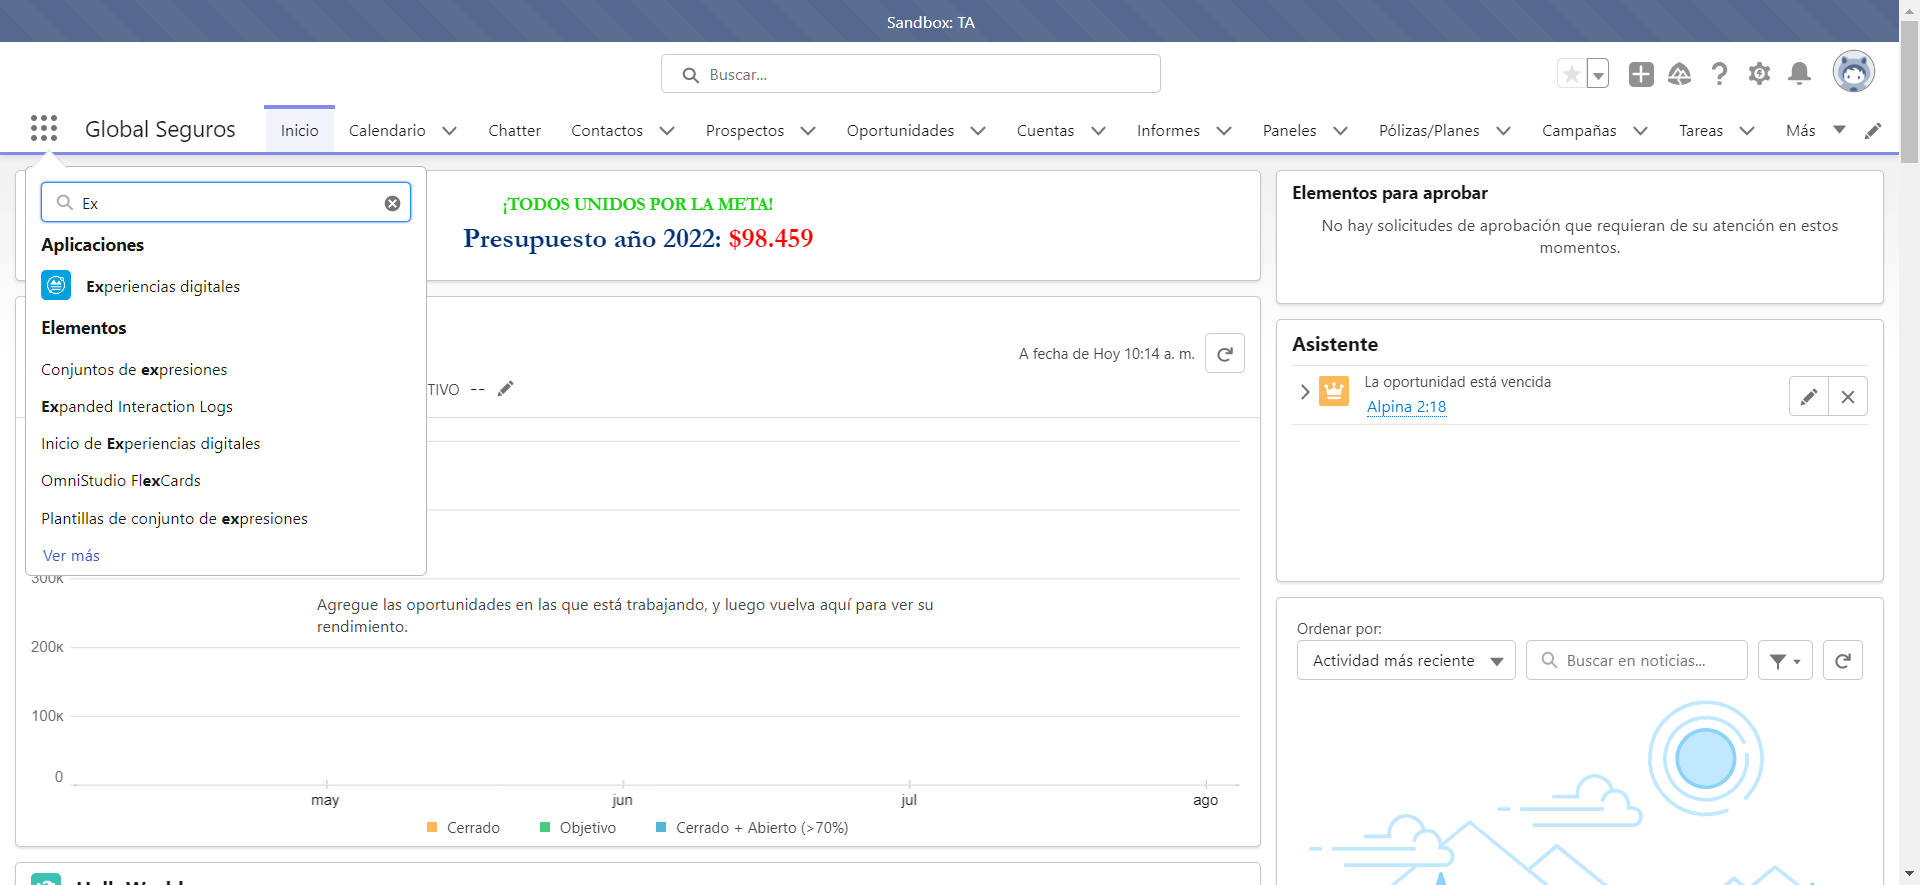 Sandbox: TA
Buscar...
Global Seguros
Inicio
Calendario
Chatter
Contactos
Prospectos
Oportunidades
Cuentas
Informes
Paneles
Pólizas/Planes
Campañas
Tareas
Más
Ex
Aplicaciones
Experiencias digitales
Elementos
Conjuntos de expresiones
Expanded Interaction Logs
Inicio de Experiencias digitales
OmniStudio FlexCards
Plantillas de conjunto de expresiones
Ver más
¡TODOS UNIDOS POR LA META!
Presupuesto año 2022: $98.459
A fecha de Hoy 10:14 a. m.
TIVO --
300K
Agregue las oportunidades en las que está trabajando, y luego vuelva aquí para ver su
rendimiento.
200K
100K
0
may
jun
jul
ago
Cerrado
Objetivo
Cerrado + Abierto (>70%)
Elementos para aprobar
No hay solicitudes de aprobación que requieran de su atención en estos
momentos.
Asistente
La oportunidad está vencida
Alpina 2:18
Ordenar por:
Actividad más reciente
Buscar en noticias...